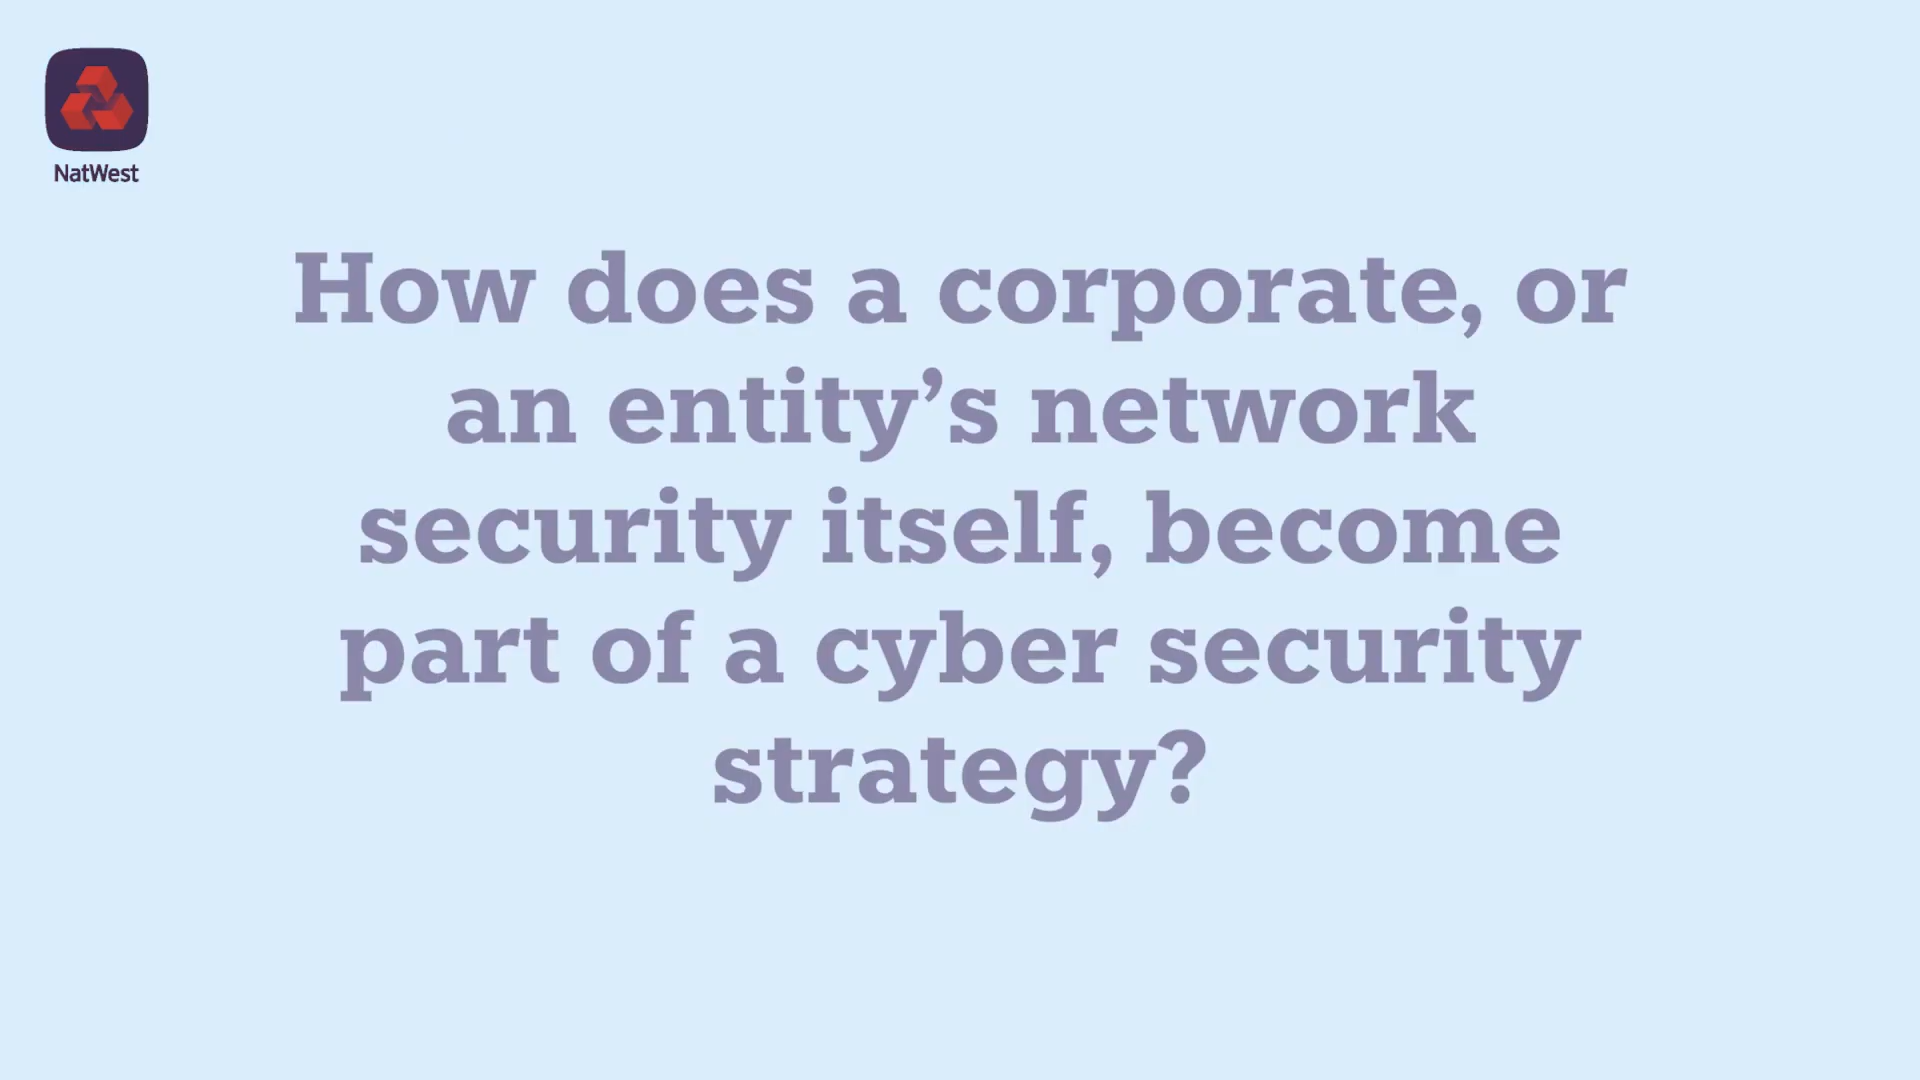 NatWest
How does a corporate, or
an entity’s network
security itself, become
part of a cyber security
strategy?